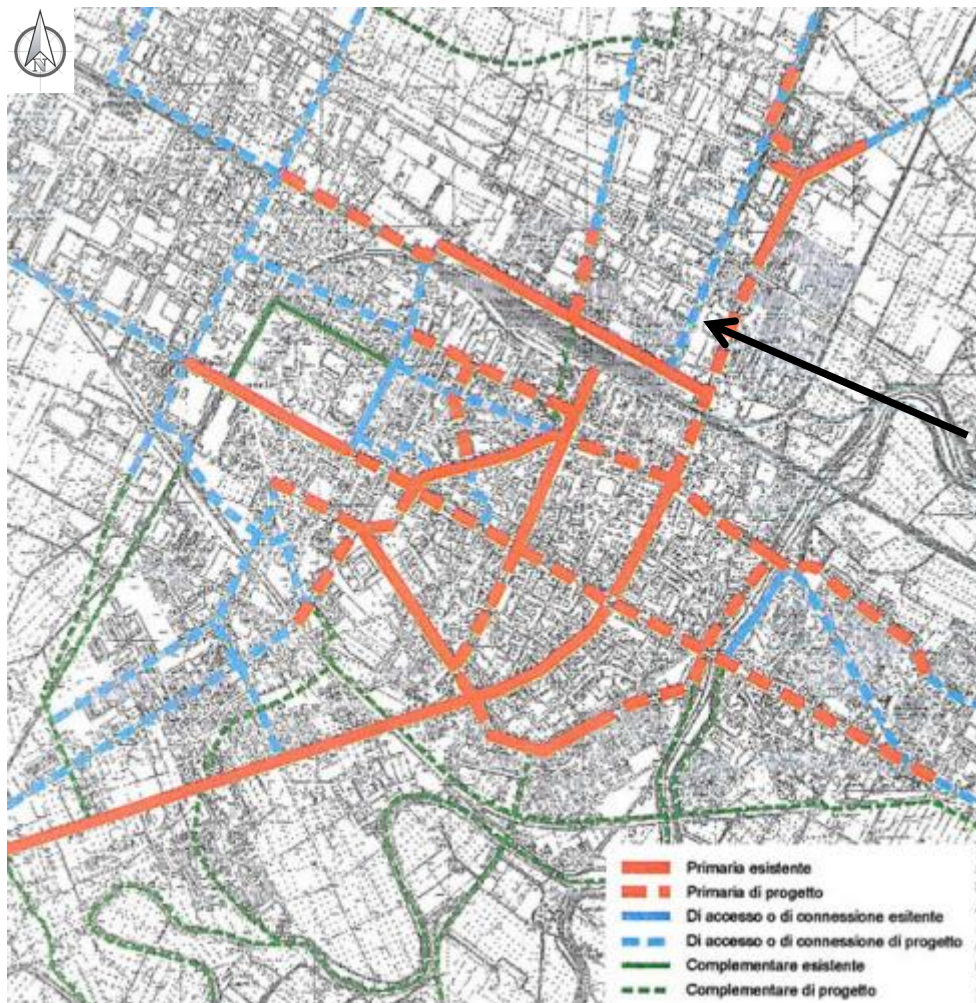 N
Primaria esistente
Primaria di progetto
Di accesso o di connessione esitente
Di accesso o di connessione di progetto
Complementare esistente
Complementare di progetto